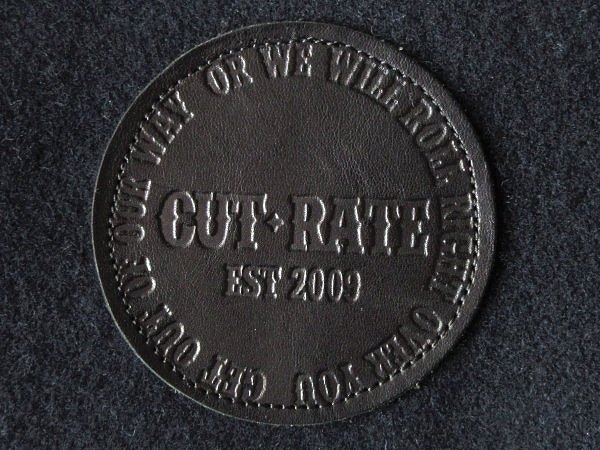 GET OUT OF OUR WAY OR WE WILL ROLL RIGHT OVER YOU
CUT-RATE
EST 2009